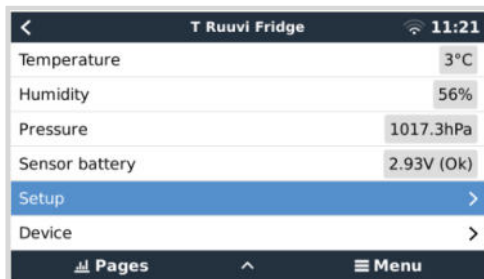 T Ruuvi Fridge 11:21
Temperature 3°C
Humidity 56%
Pressure 1017.3hPa
Sensor battery 2.93V (Ok)
Setup
Device
Pages Menu